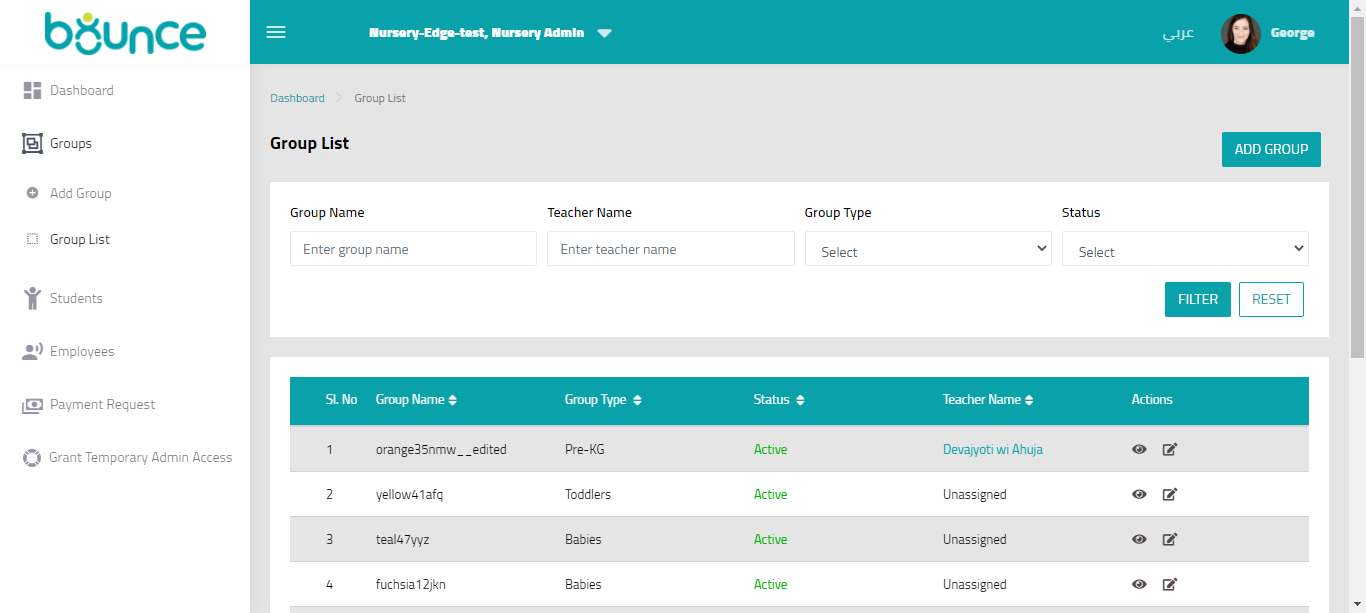 bounce
Nursery-Edge-test, Nursery Admin
عربي
George
Dashboard
Groups
Add Group
Group List
Students
Employees
Payment Request
Grant Temporary Admin Access
Dashboard Group List
Group List
ADD GROUP
Group Name Teacher Name Group Type Status
Enter group name Enter teacher name Select Select
FILTER RESET
Sl. No Group Name Group Type Status Teacher Name Actions
1 orange35nmw__edited Pre-KG Active Devajyoti wi Ahuja
2 yellow41afq Toddlers Active Unassigned
3 teal47yyz Babies Active Unassigned
4 fuchsia12jkn Babies Active Unassigned